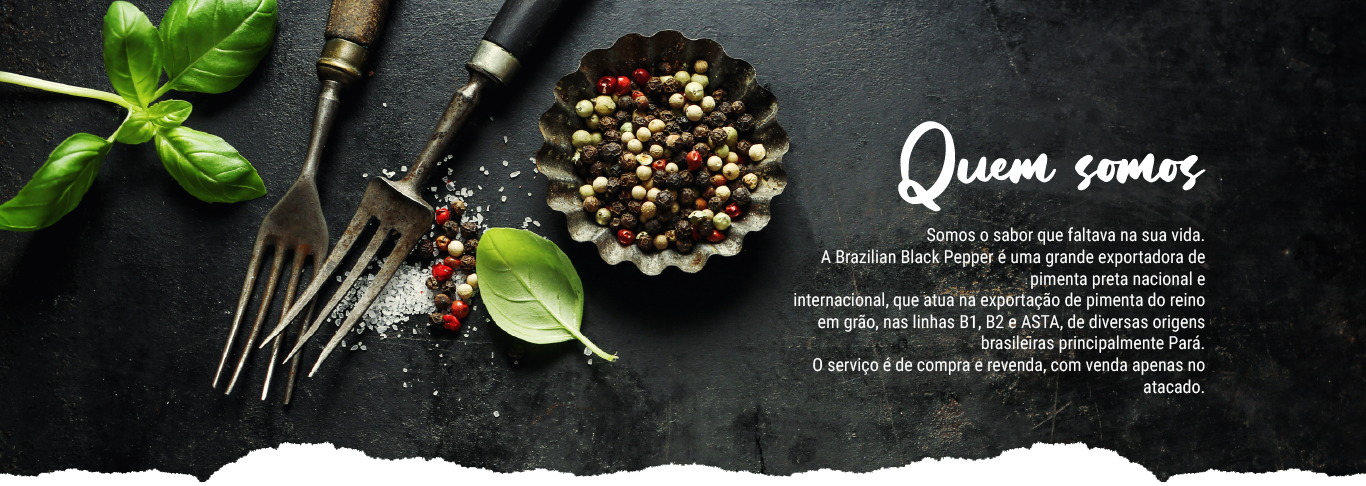 Quem somos
Somos o sabor que faltava na sua vida.
A Brazilian Black Pepper é uma grande exportadora de
pimenta preta nacional e
internacional, que atua na exportação de pimenta do reino
em grão, nas linhas B1, B2 e ASTA, de diversas origens
brasileiras principalmente Pará.
O serviço é de compra e revenda, com venda apenas no
atacado.